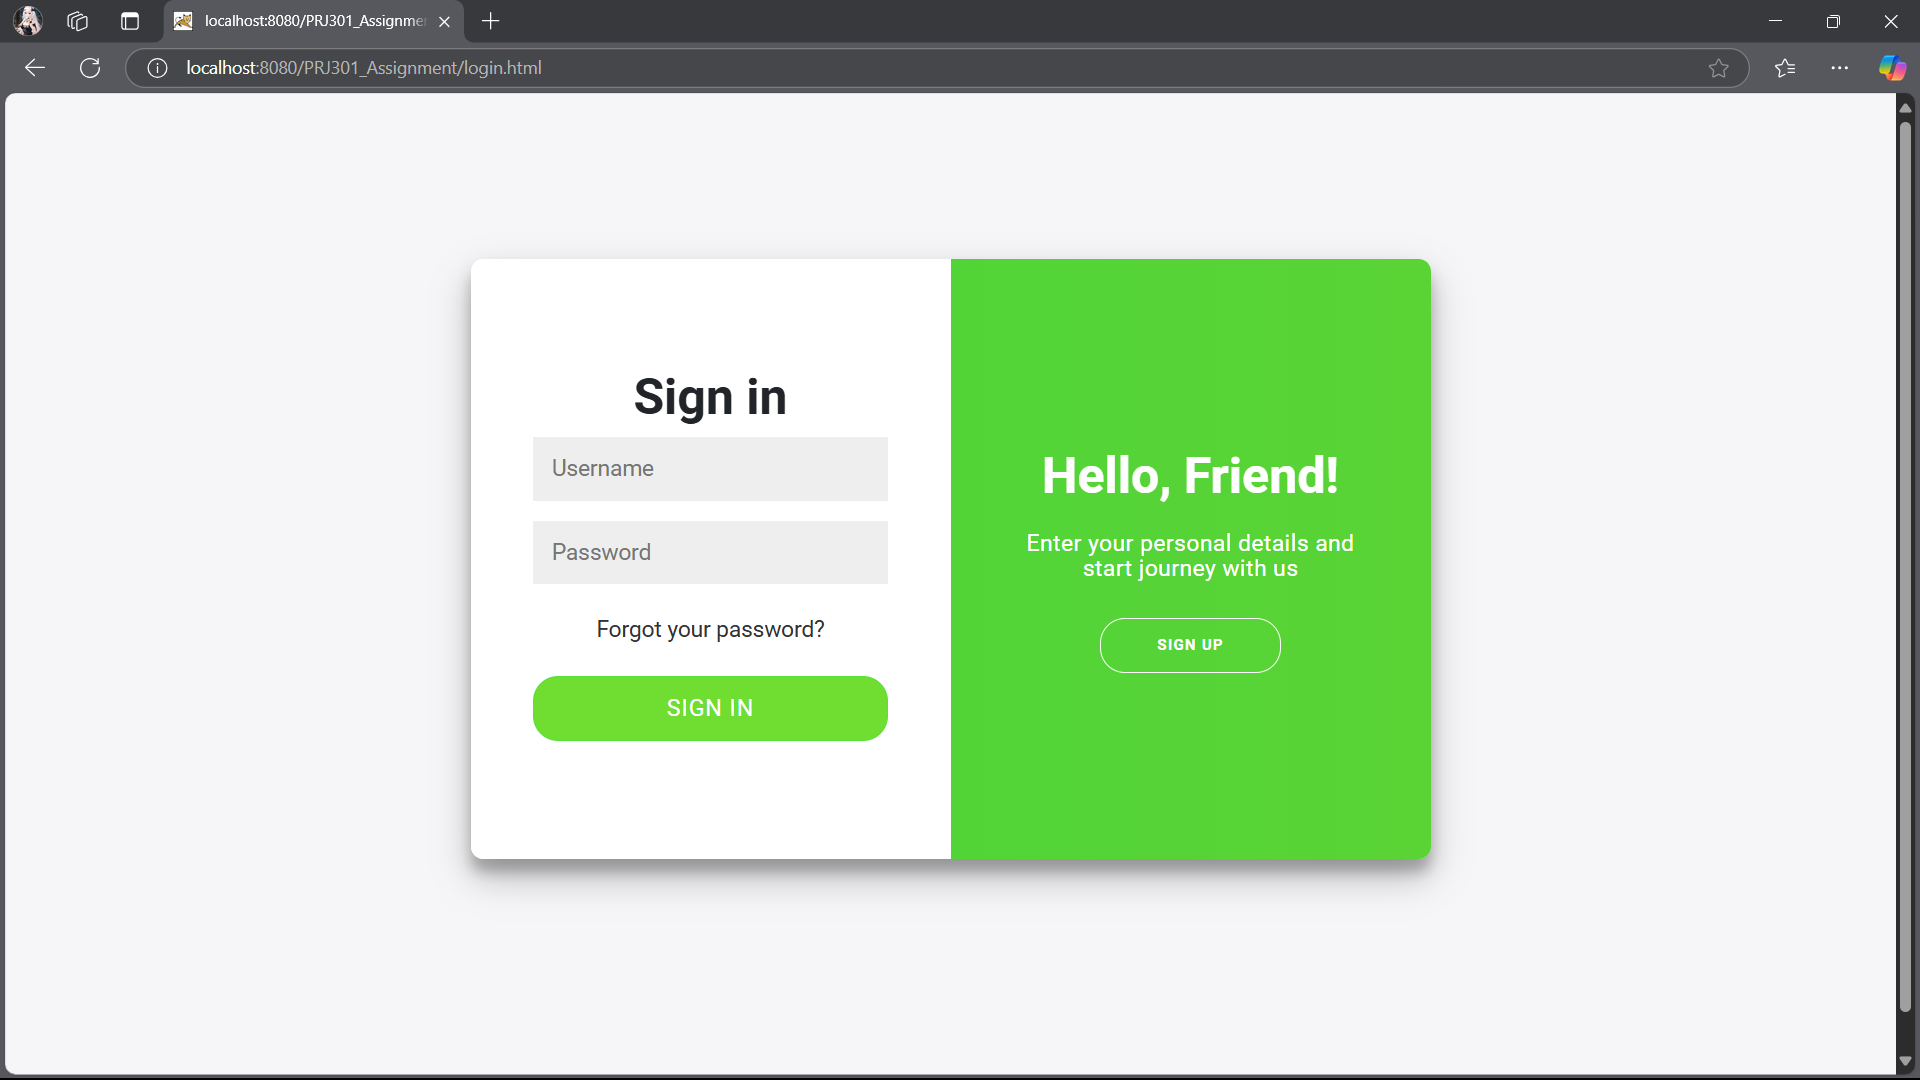 localhost:8080/PRJ301_Assignme
localhost:8080/PRJ301_Assignment/login.html
Sign in
Username
Password
Forgot your password?
SIGN IN
Hello, Friend!
Enter your personal details and
start journey with us
SIGN UP